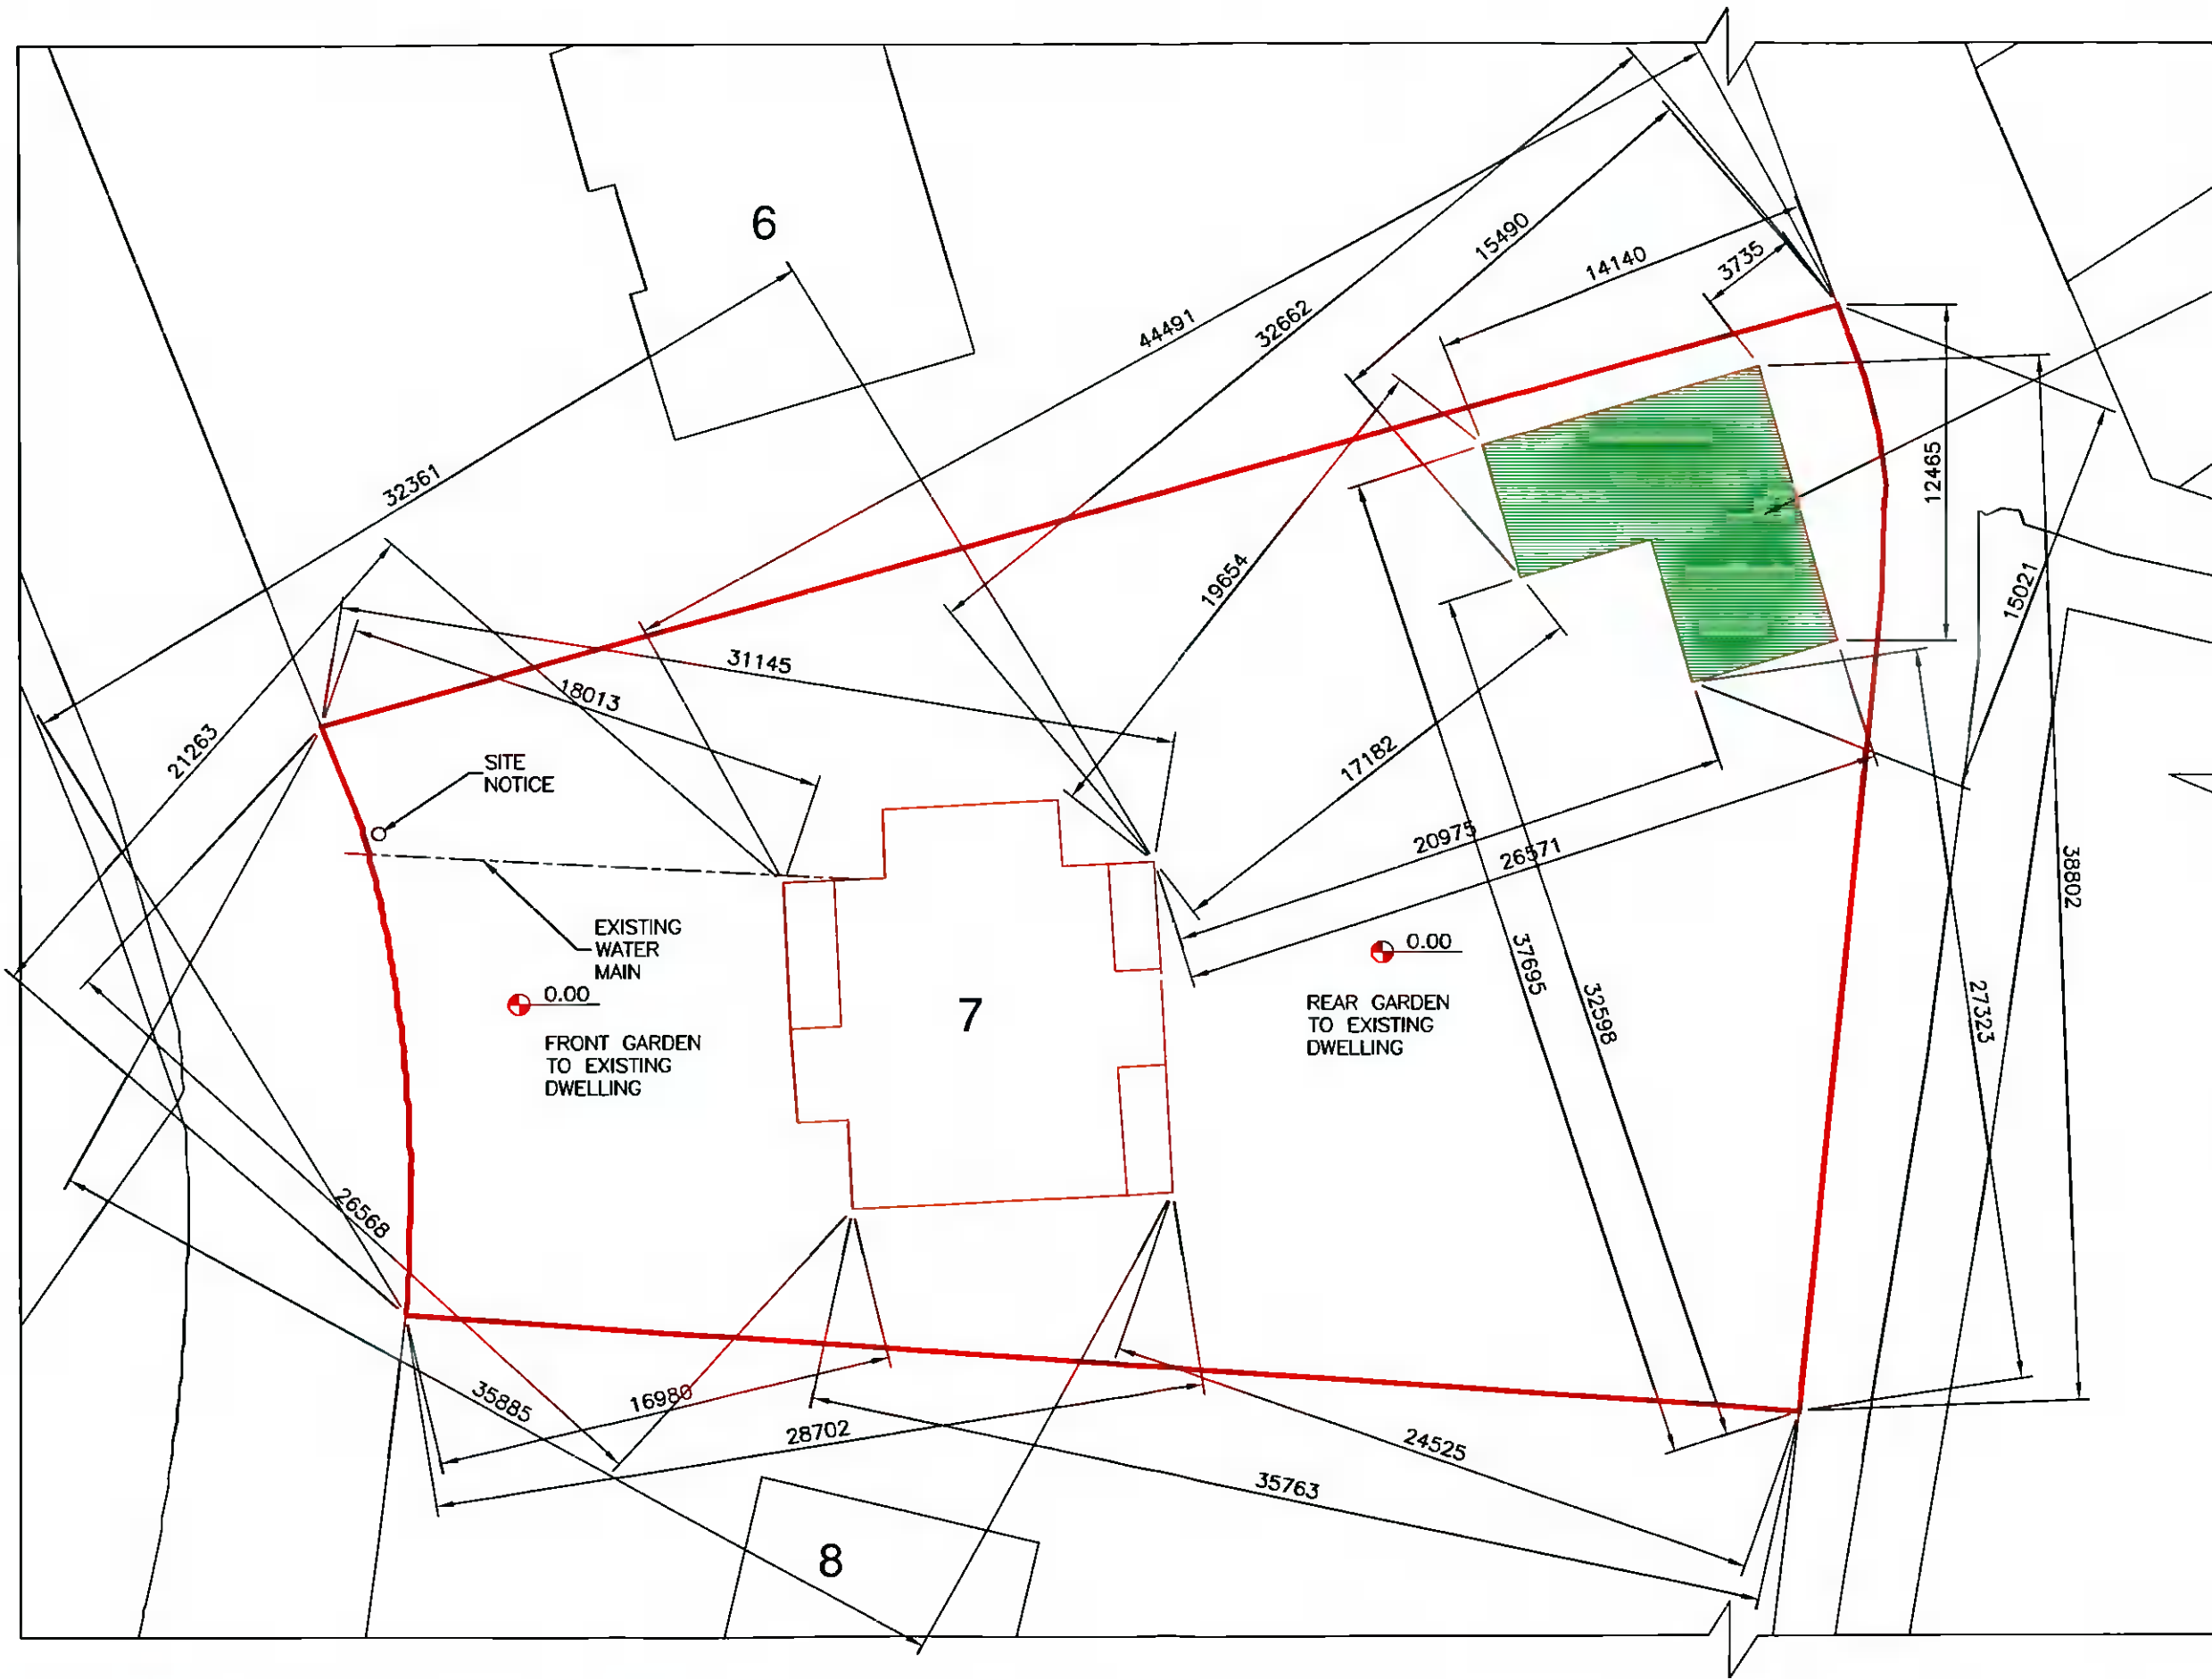 6
15490
14140
3735
44491
32662
32361
12465
19654
15021
31145
18013
21263
SITE
NOTICE
17182
20975
26571
38802
EXISTING
WATER
MAIN
0.00
FRONT GARDEN
TO EXISTING
DWELLING
7
0.00
REAR GARDEN
TO EXISTING
DWELLING
37695
32598
27323
26568
35885
16980
28702
24525
35763
8